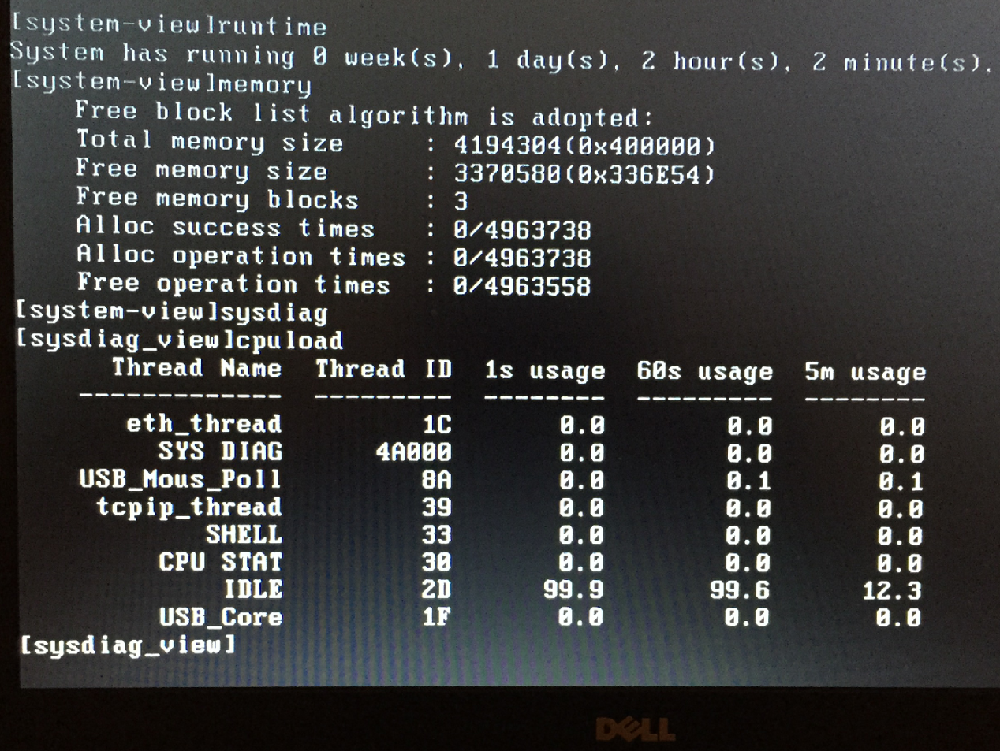 [system-view]runtime
System has running 0 week(s), 1 day(s), 2 hour(s), 2 minute(s),
[system-view]memory
Free block list algorithm is adopted:
Total memory size : 4194304(0x400000)
Free memory size : 3370580(0x336E54)
Free memory blocks : 3
Alloc success times : 0/4963738
Alloc operation times : 0/4963738
Free operation times : 0/4963558
[system-view]sysdiag
[sysdiag_view]cpuload
Thread Name Thread ID 1s usage 60s usage 5m usage
------------- --------- -------- --------- --------
eth_thread 1C 0.0 0.0 0.0
SYS DIAG 4A000 0.0 0.0 0.0
USB_Mous_Poll 8A 0.0 0.1 0.1
tcpip_thread 39 0.0 0.0 0.0
SHELL 33 0.0 0.0 0.0
CPU STAT 30 0.0 0.0 0.0
IDLE 2D 99.9 99.6 12.3
USB_Core 1F 0.0 0.0 0.0
[sysdiag_view]
DELL